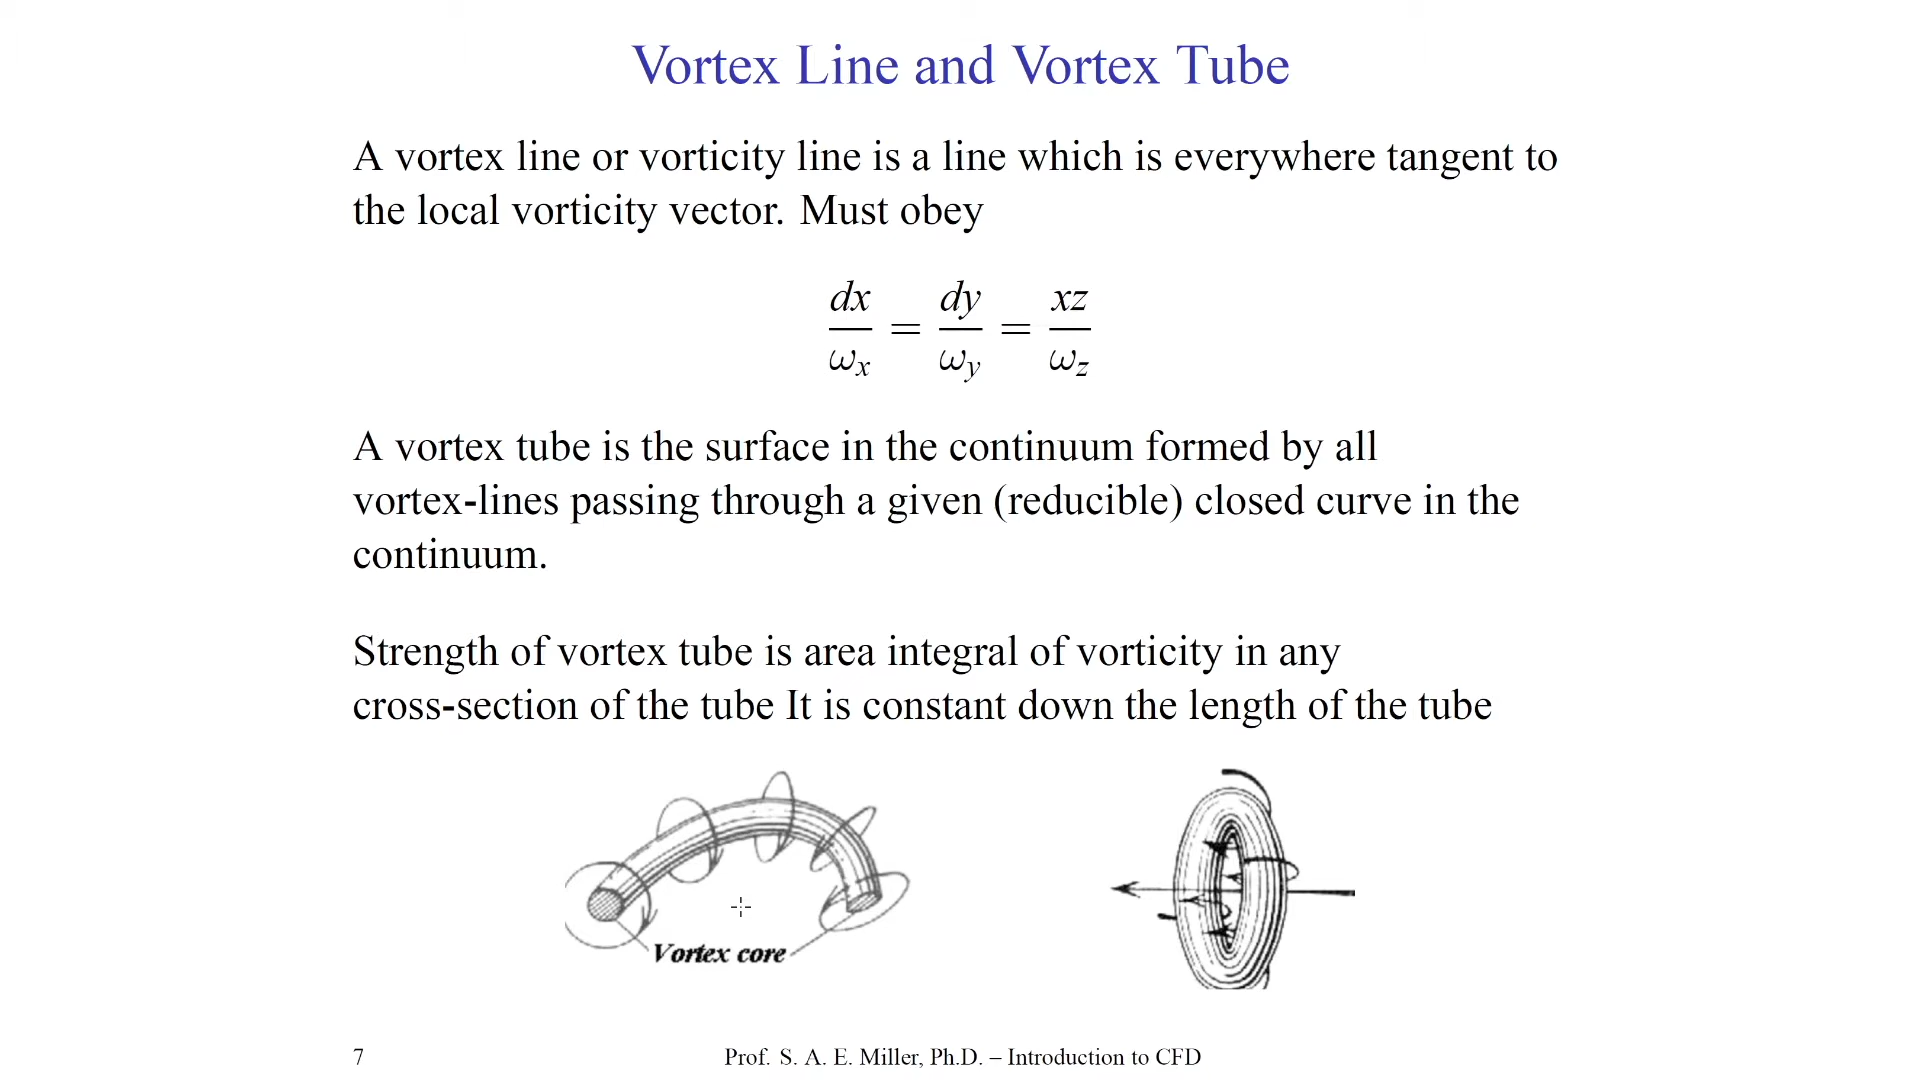 Vortex Line and Vortex Tube
A vortex line or vorticity line is a line which is everywhere tangent to
the local vorticity vector. Must obey
dx/ω_x = dy/ω_y = xz/ω_z
A vortex tube is the surface in the continuum formed by all
vortex-lines passing through a given (reducible) closed curve in the
continuum.
Strength of vortex tube is area integral of vorticity in any
cross-section of the tube It is constant down the length of the tube
Vortex core
7
Prof. S. A. E. Miller, Ph.D. – Introduction to CFD